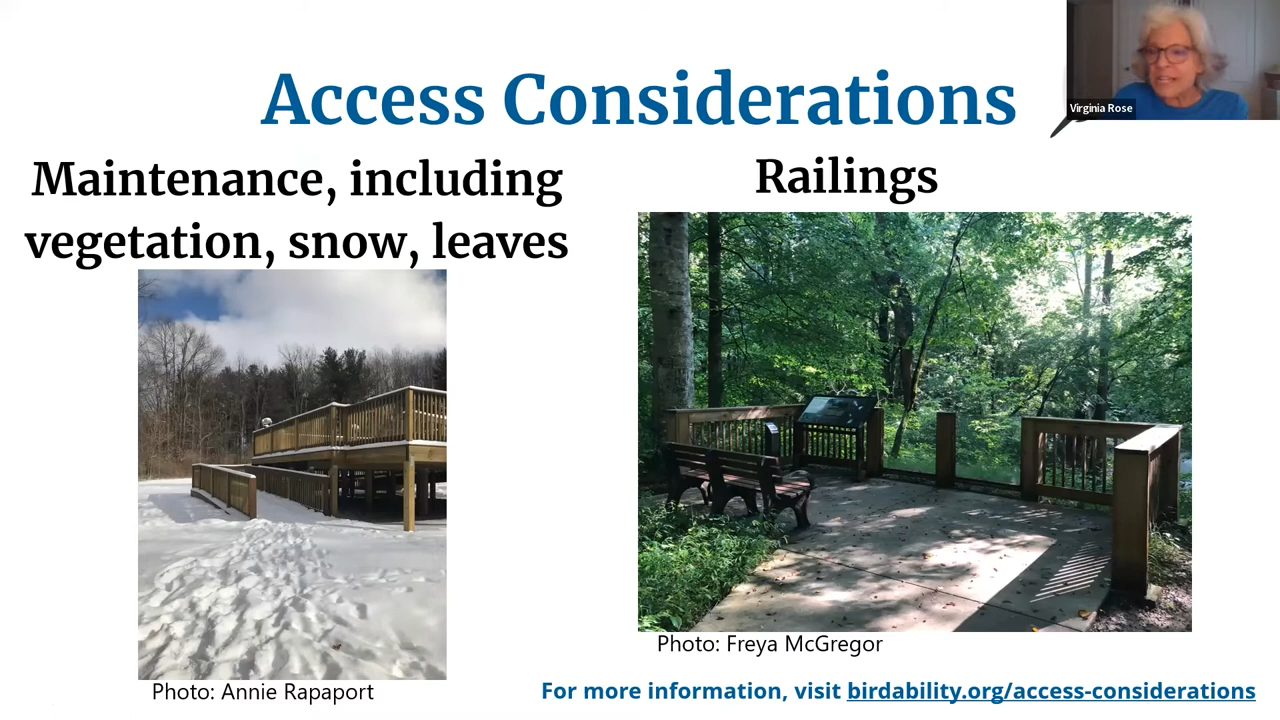 Virginia Rose
Access Considerations
Maintenance, including
vegetation, snow, leaves
Railings
Photo: Freya McGregor
Photo: Annie Rapaport
For more information, visit birdability.org/access-considerations